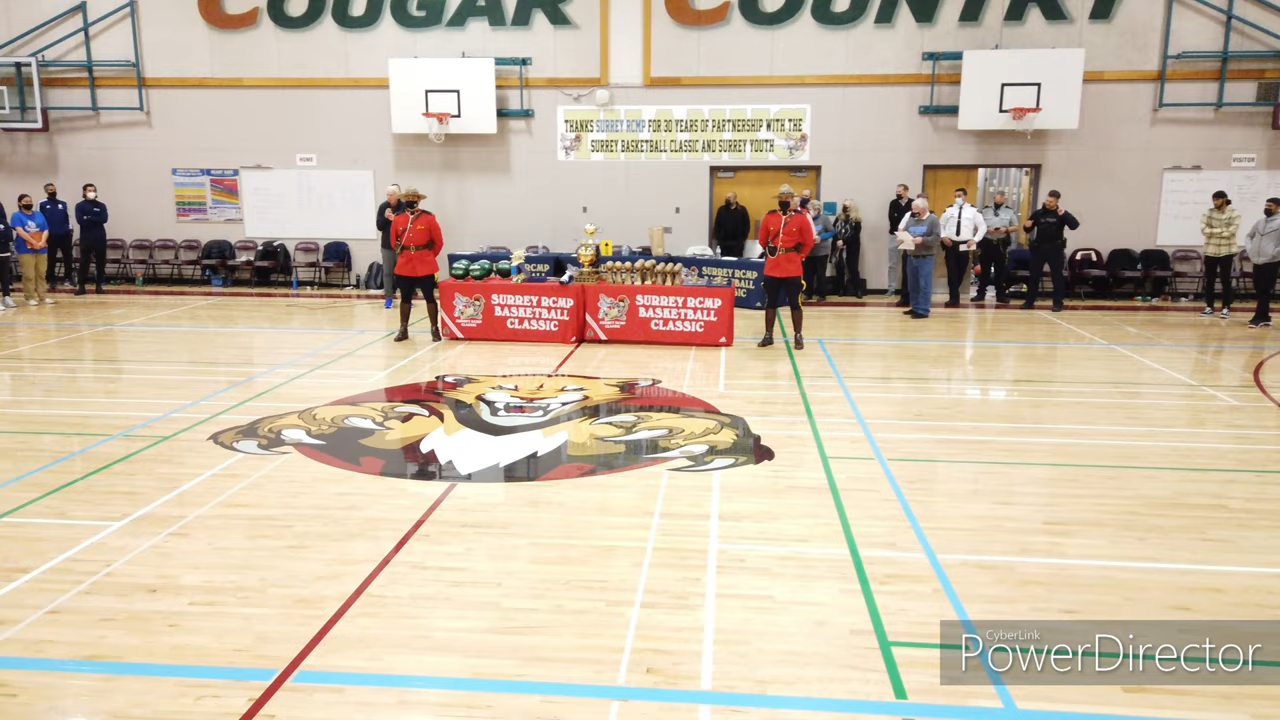 COUGAR COUNTRY
THANKS SURREY RCMP FOR 30 YEARS OF PARTNERSHIP WITH THE
SURREY BASKETBALL CLASSIC AND SURREY YOUTH
HOME
VISITOR
SURREY RCMP
BASKETBALL
CLASSIC
SURREY RCMP
BASKETBALL
CLASSIC
SURREY RCMP
BASKETBALL
CyberLink
PowerDirector